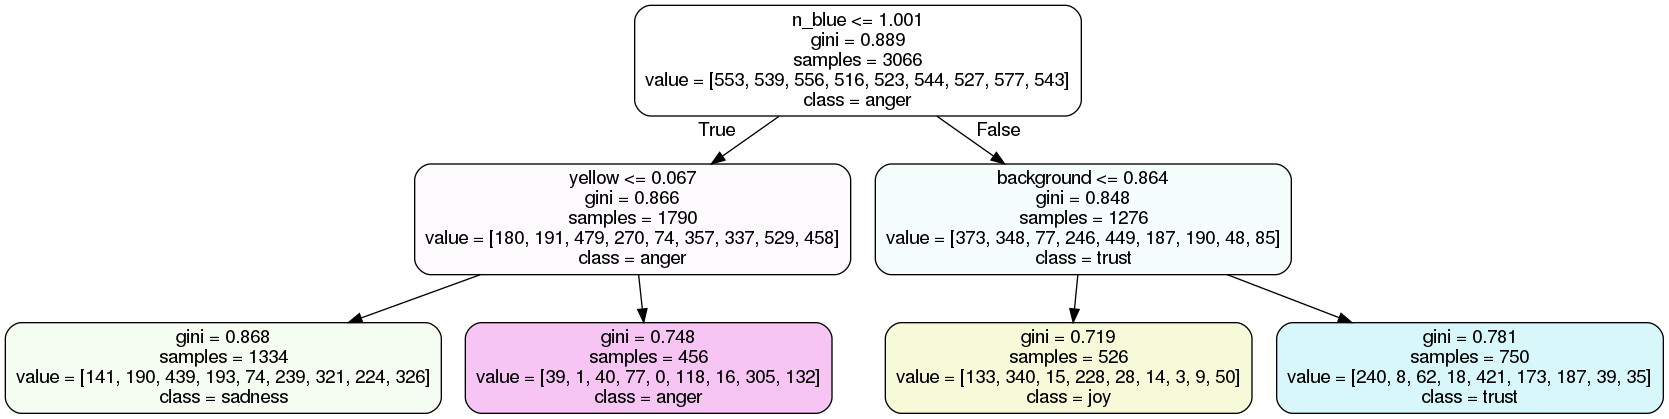 n_blue <= 1.001
gini = 0.889
samples = 3066
value = [553, 539, 556, 516, 523, 544, 527, 577, 543]
class = anger
True
False
yellow <= 0.067
gini = 0.866
samples = 1790
value = [180, 191, 479, 270, 74, 357, 337, 529, 458]
class = anger
background <= 0.864
gini = 0.848
samples = 1276
value = [373, 348, 77, 246, 449, 187, 190, 48, 85]
class = trust
gini = 0.868
samples = 1334
value = [141, 190, 439, 193, 74, 239, 321, 224, 326]
class = sadness
gini = 0.748
samples = 456
value = [39, 1, 40, 77, 0, 118, 16, 305, 132]
class = anger
gini = 0.719
samples = 526
value = [133, 340, 15, 228, 28, 14, 3, 9, 50]
class = joy
gini = 0.781
samples = 750
value = [240, 8, 62, 18, 421, 173, 187, 39, 35]
class = trust